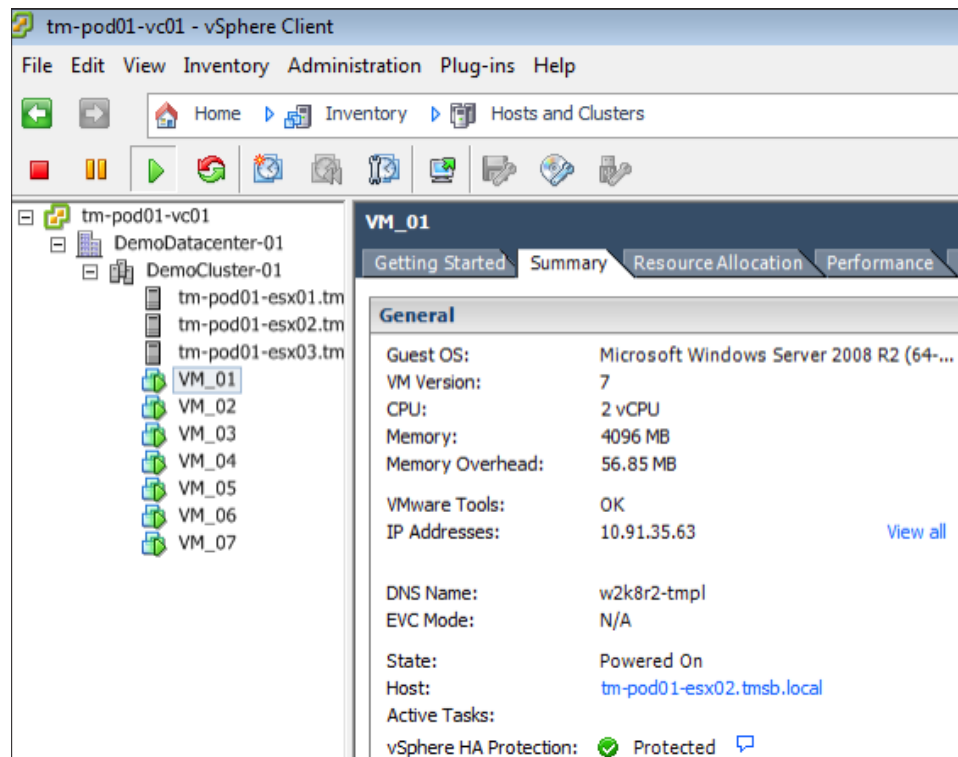 tm-pod01-vc01 - vSphere Client
File Edit View Inventory Administration Plug-ins Help
Home Inventory Hosts and Clusters
tm-pod01-vc01
DemoDatacenter-01
DemoCluster-01
tm-pod01-esx01.tm
tm-pod01-esx02.tm
tm-pod01-esx03.tm
VM_01
VM_02
VM_03
VM_04
VM_05
VM_06
VM_07
VM_01
Getting Started Summary Resource Allocation Performance
General
Guest OS: Microsoft Windows Server 2008 R2 (64-...
VM Version: 7
CPU: 2 vCPU
Memory: 4096 MB
Memory Overhead: 56.85 MB
VMware Tools: OK
IP Addresses: 10.91.35.63 View all
DNS Name: w2k8r2-tmpl
EVC Mode: N/A
State: Powered On
Host: tm-pod01-esx02.tmsb.local
Active Tasks:
vSphere HA Protection: Protected